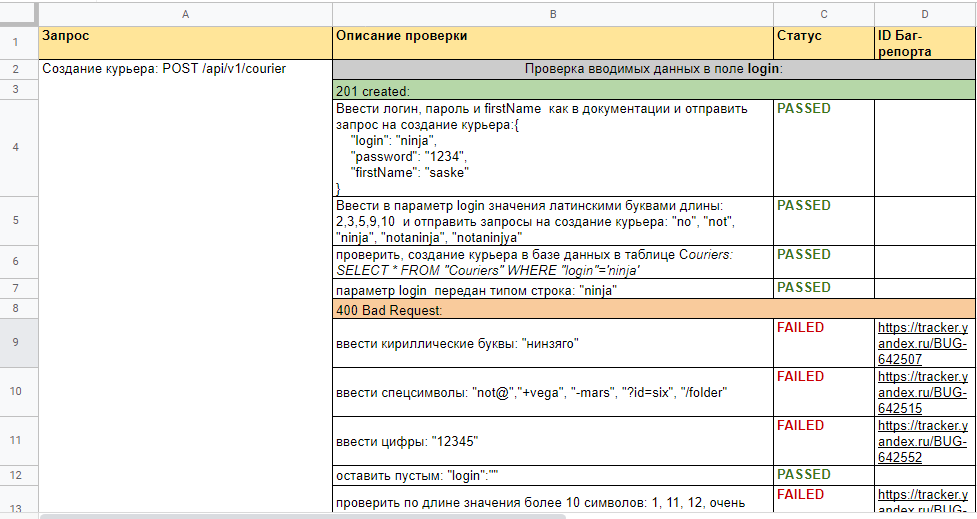 A B C D
1 Запрос Описание проверки Статус ID Баг-
репорта
2 Создание курьера: POST /api/v1/courier Проверка вводимых данных в поле login:
3 201 created:
Ввести логин, пароль и firstName как в документации и отправить PASSED
запрос на создание курьера:{
"login": "ninja",
4
"password": "1234",
"firstName": "saske"
}
Ввести в параметр login значения латинскими буквами длины: PASSED
5 2,3,5,9,10 и отправить запросы на создание курьера: "no", "not",
"ninja", "notaninja", "notaninjya"
6 проверить, создание курьера в базе данных в таблице Couriers: PASSED
SELECT * FROM "Couriers" WHERE "login"='ninja'
7 параметр login передан типом строка: "ninja" PASSED
8 400 Bad Request:
FAILED https://tracker.y
9 ввести кириллические буквы: "нинзяго" andex.ru/BUG-
642507
FAILED https://tracker.y
10 ввести спецсимволы: "not@","+vega", "-mars", "?id=six", "/folder" andex.ru/BUG-
642515
FAILED https://tracker.y
11 ввести цифры: "12345" andex.ru/BUG-
642552
12 оставить пустым: "login":"" PASSED
FAILED https://tracker.y
13 проверить по длине значения более 10 символов: 1, 11, 12, очень andex.ru/BUG-